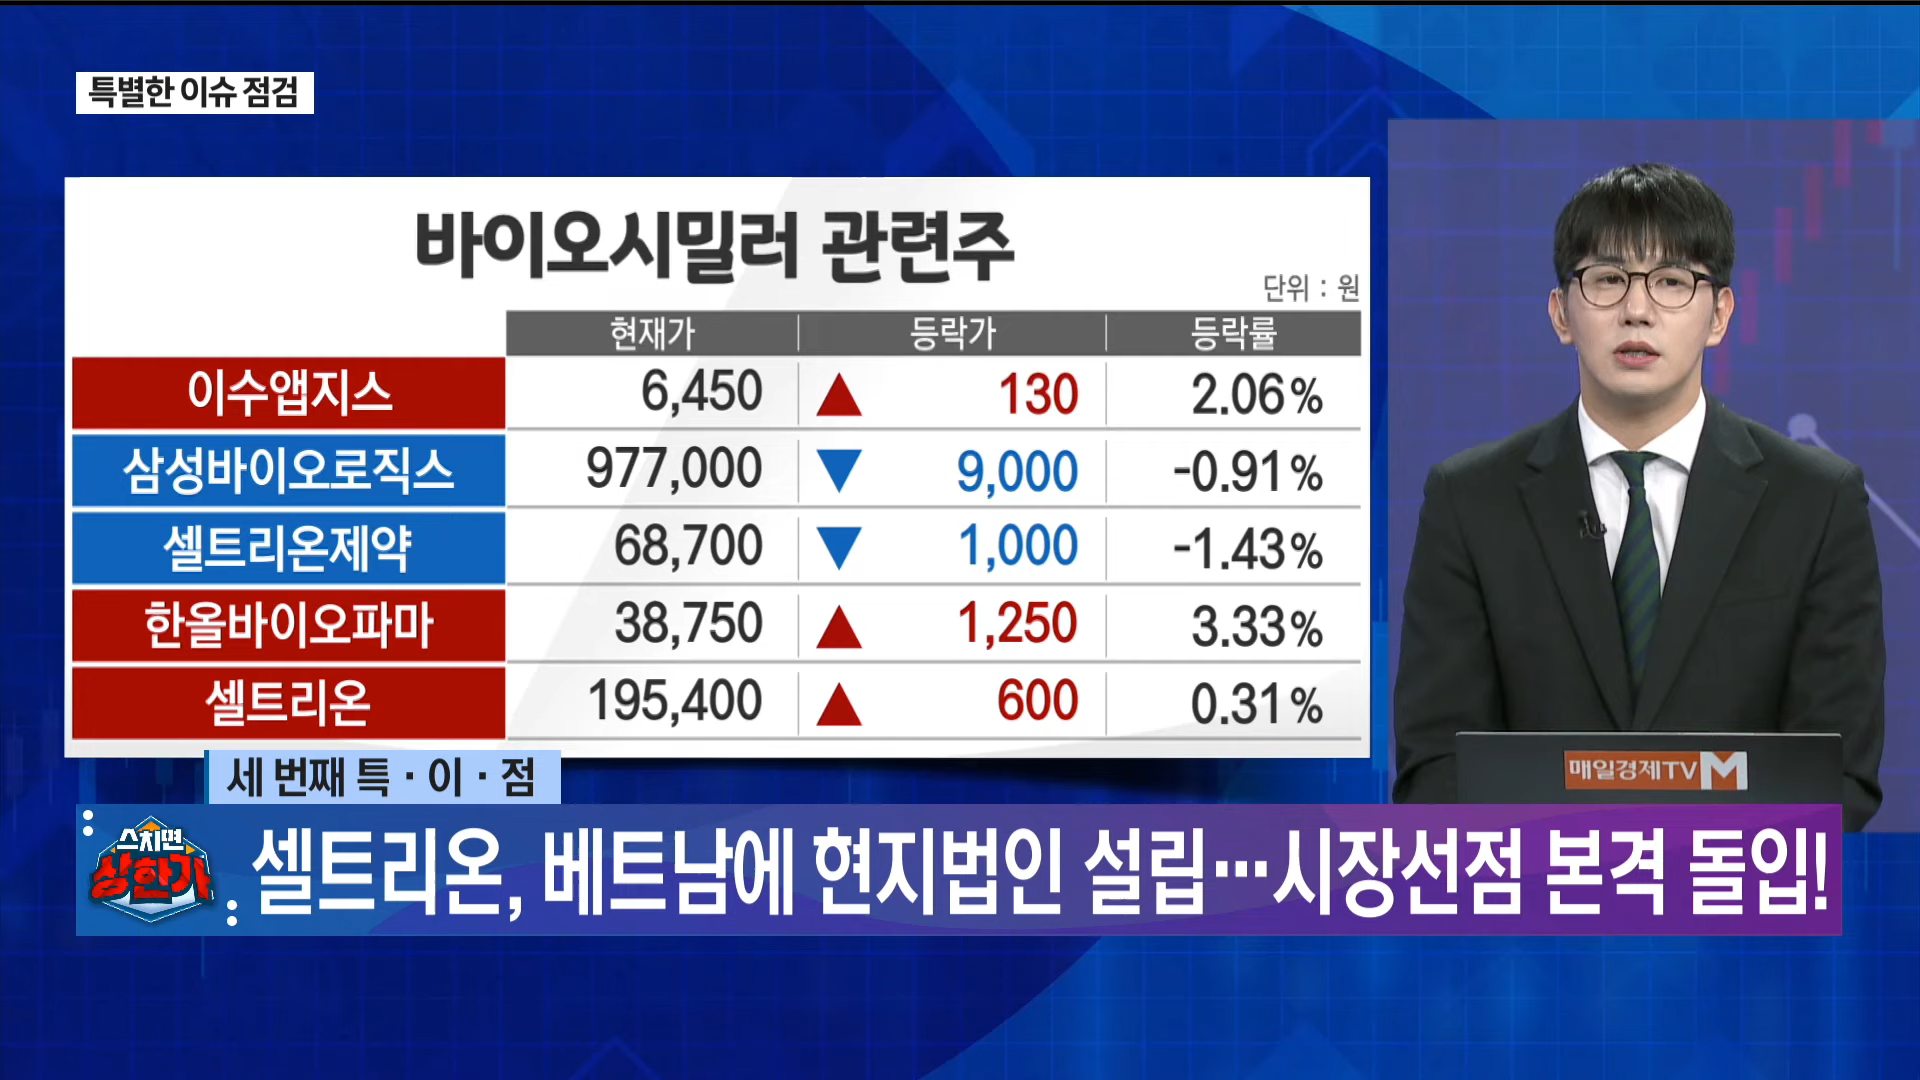 특별한 이슈 점검
바이오시밀러 관련주
단위 : 원
현재가 등락가 등락률
이수앱지스 6,450 ▲ 130 2.06%
삼성바이오로직스 977,000 ▼ 9,000 -0.91%
셀트리온제약 68,700 ▼ 1,000 -1.43%
한올바이오파마 38,750 ▲ 1,250 3.33%
셀트리온 195,400 ▲ 600 0.31%
매일경제TV M
세 번째 특·이·점
스치면
상한가
셀트리온, 베트남에 현지법인 설립…시장선점 본격 돌입!